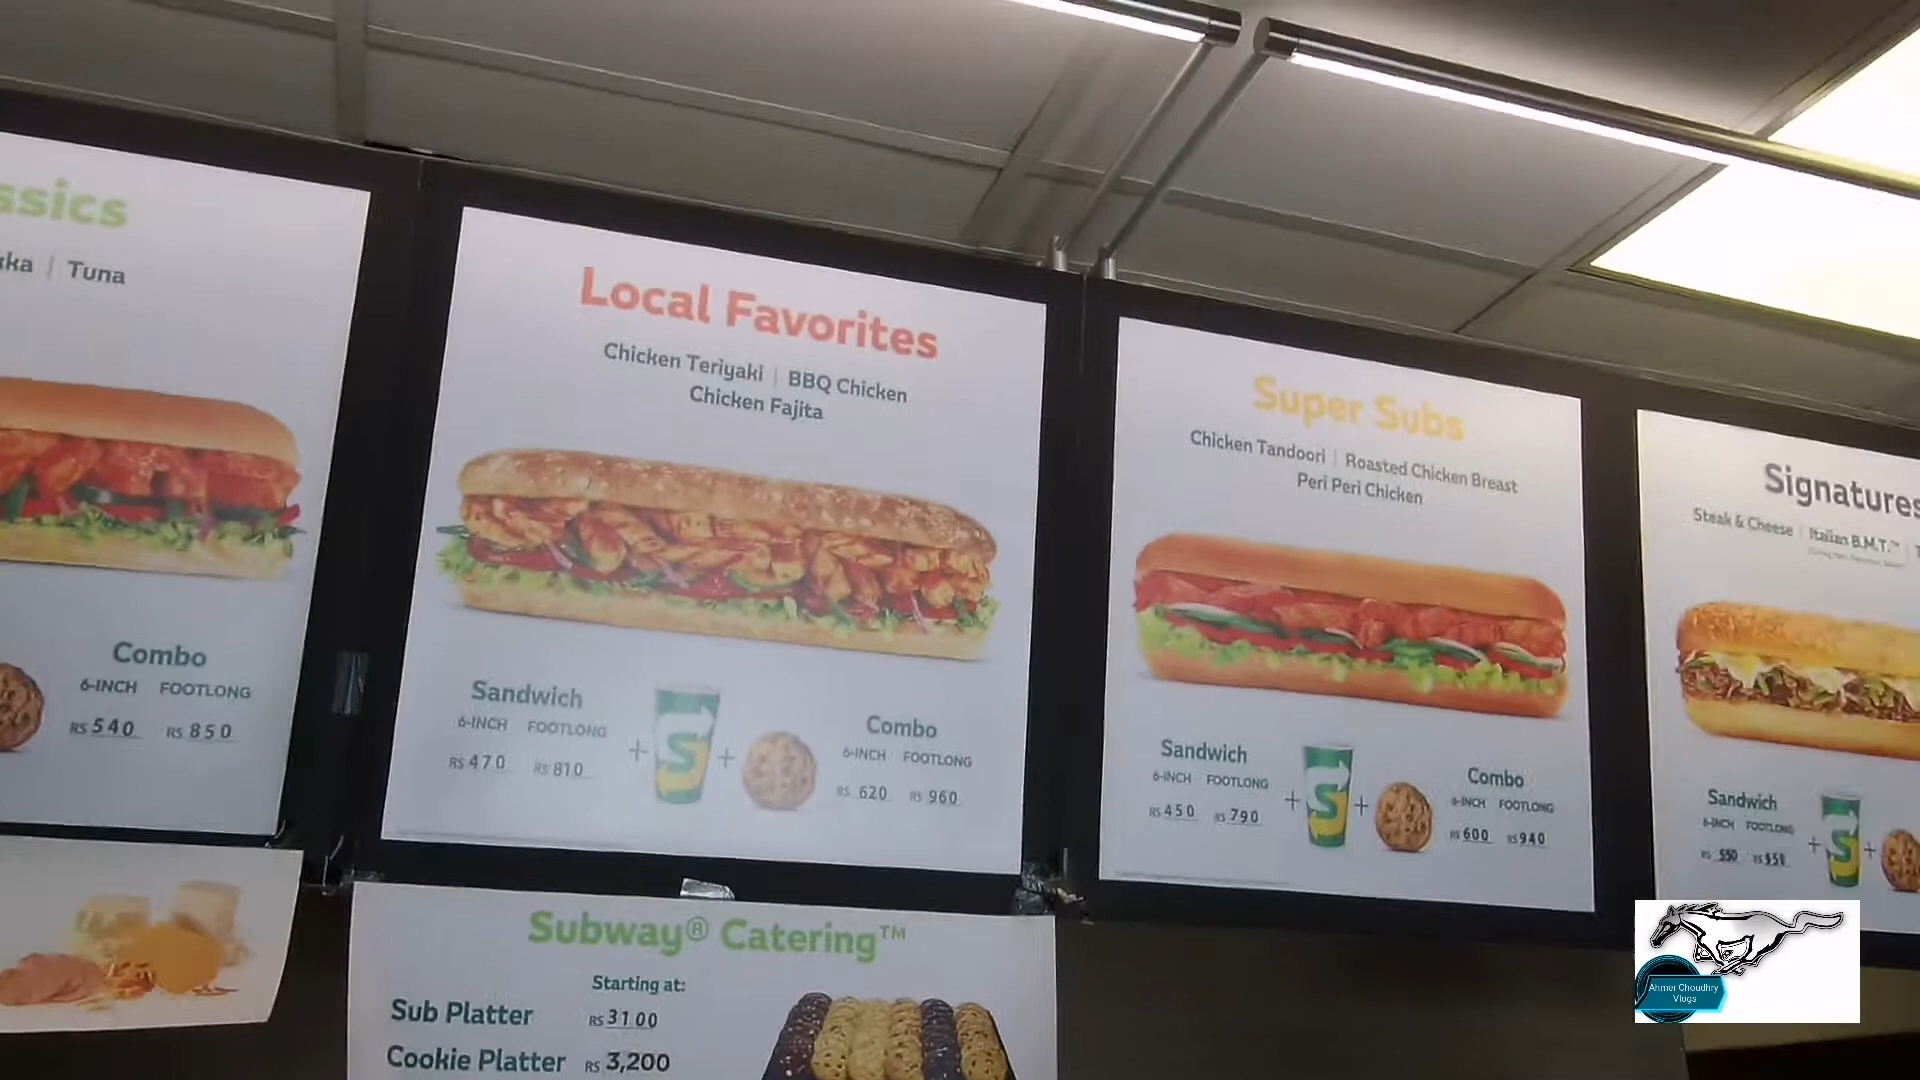 ssics
kka | Tuna
Combo
6-INCH FOOTLONG
RS 540 RS 850
Local Favorites
Chicken Teriyaki | BBQ Chicken
Chicken Fajita
Sandwich
6-INCH FOOTLONG
RS 470 RS 810
+ +
Combo
6-INCH FOOTLONG
RS 620 RS 960
Super Subs
Chicken Tandoori | Roasted Chicken Breast
Peri Peri Chicken
Sandwich
6-INCH FOOTLONG
RS 450 RS 790
+ +
Combo
6-INCH FOOTLONG
RS 600 RS 940
Signatures
Steak & Cheese | Italian B.M.T.™ | T
Sandwich
6-INCH FOOTLONG
RS 550 RS 951
+ +
Subway® Catering™
Starting at:
Sub Platter RS 3100
Cookie Platter RS 3,200
Ahmer Choudhry
Vlogs